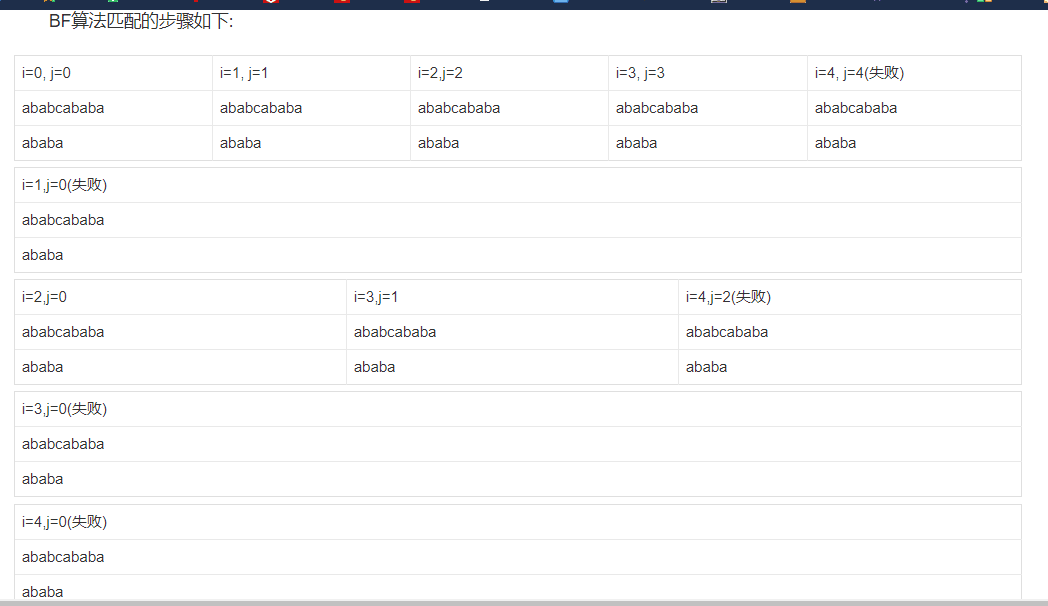 BF算法匹配的步骤如下:
i=0, j=0 i=1, j=1 i=2,j=2 i=3, j=3 i=4, j=4(失败)
ababcababa ababcababa ababcababa ababcababa ababcababa
ababa ababa ababa ababa ababa
i=1,j=0(失败)
ababcababa
ababa
i=2,j=0 i=3,j=1 i=4,j=2(失败)
ababcababa ababcababa ababcababa
ababa ababa ababa
i=3,j=0(失败)
ababcababa
ababa
i=4,j=0(失败)
ababcababa
ababa